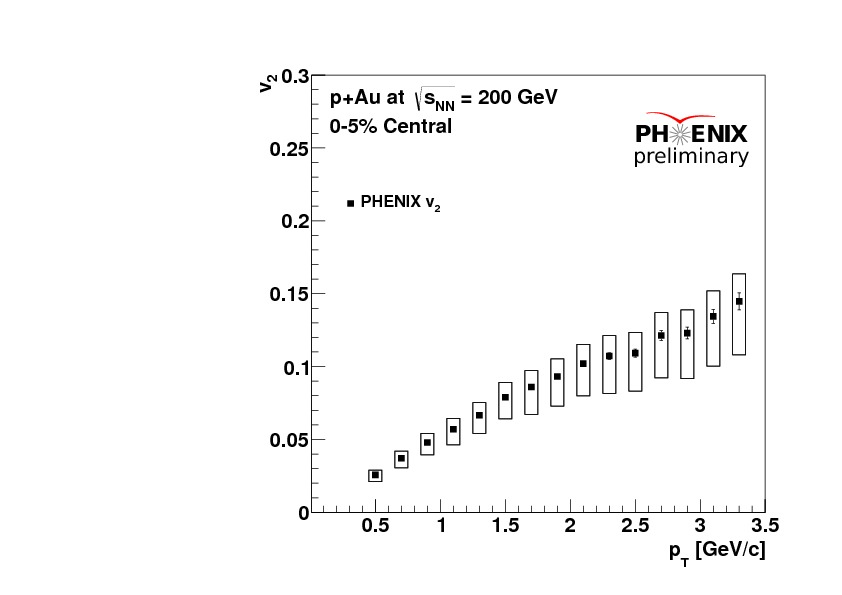 v2
0.3
0.25
0.2
0.15
0.1
0.05
0
p+Au at √sNN = 200 GeV
0-5% Central
PHENIX
preliminary
PHENIX v2
0.5 1 1.5 2 2.5 3 3.5
pT [GeV/c]